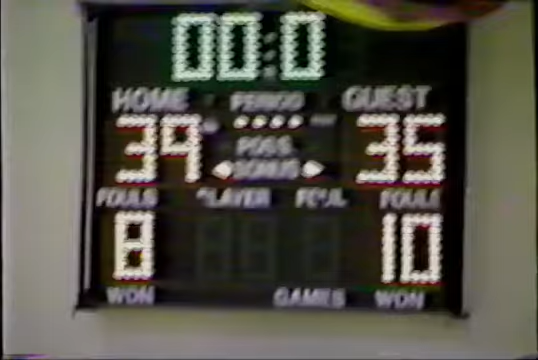 00:0
HOME PERIOD GUEST
39 35
POSS.
BONUS
FOULS PLAYER FOUL FOULS
8 10
WON GAMES WON